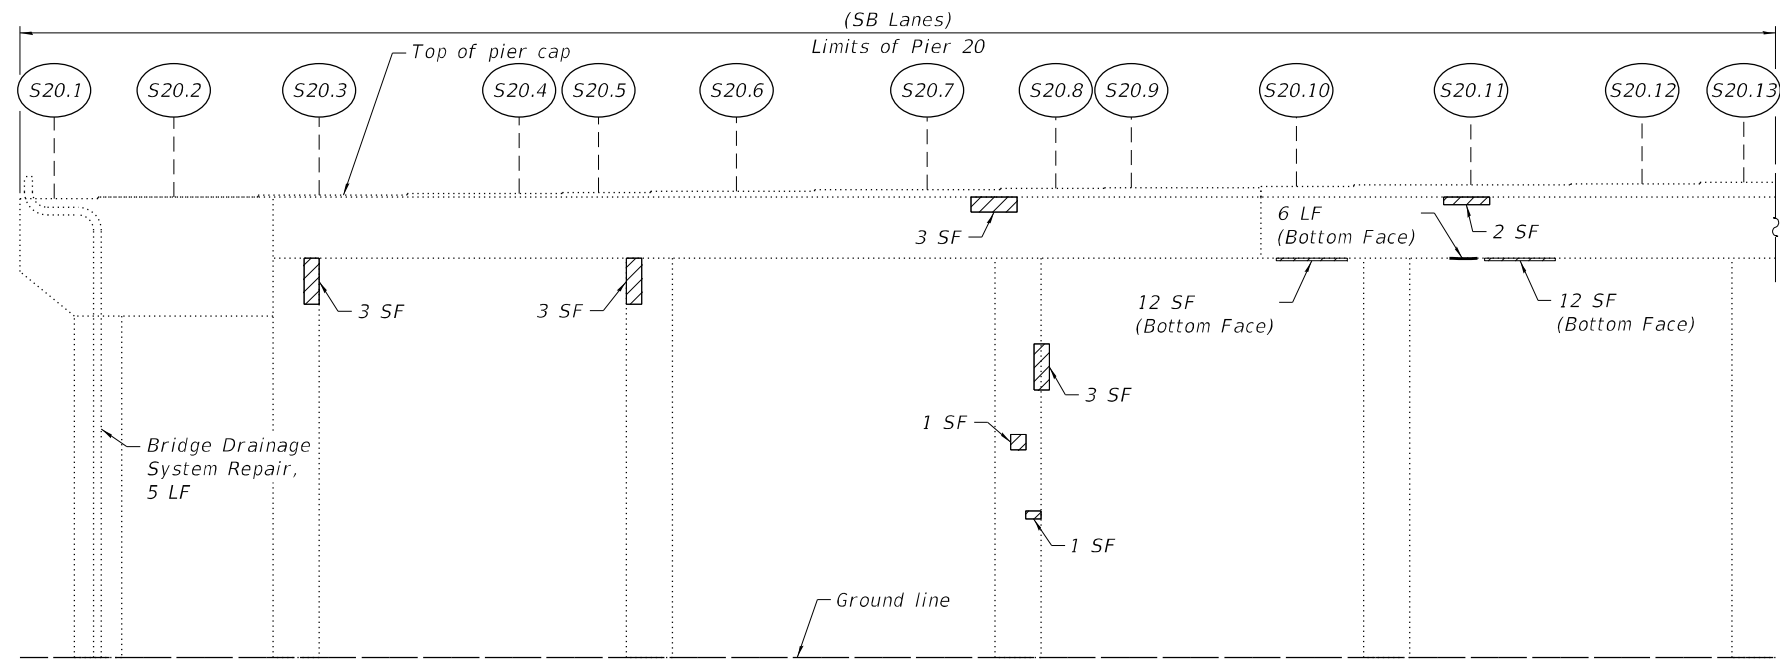 (SB Lanes)
Limits of Pier 20
Top of pier cap
S20.1
S20.2
S20.3
S20.4
S20.5
S20.6
S20.7
S20.8
S20.9
S20.10
S20.11
S20.12
S20.13
3 SF
6 LF
(Bottom Face)
2 SF
3 SF
3 SF
12 SF
(Bottom Face)
12 SF
(Bottom Face)
3 SF
1 SF
Bridge Drainage
System Repair,
5 LF
1 SF
Ground line